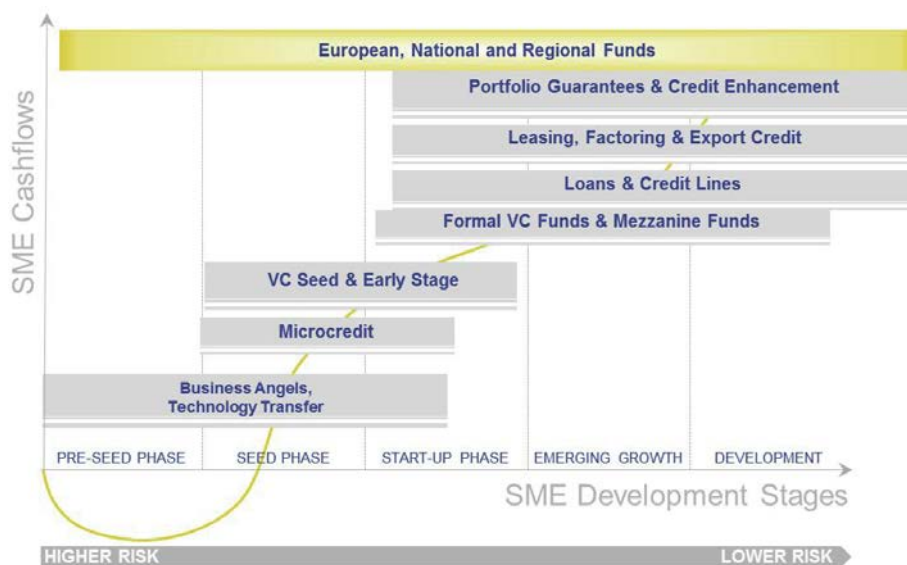 European, National and Regional Funds
Portfolio Guarantees & Credit Enhancement
Leasing, Factoring & Export Credit
Loans & Credit Lines
Formal VC Funds & Mezzanine Funds
VC Seed & Early Stage
Microcredit
Business Angels,
Technology Transfer
SME Cashflows
PRE-SEED PHASE
SEED PHASE
START-UP PHASE
EMERGING GROWTH
DEVELOPMENT
SME Development Stages
HIGHER RISK
LOWER RISK